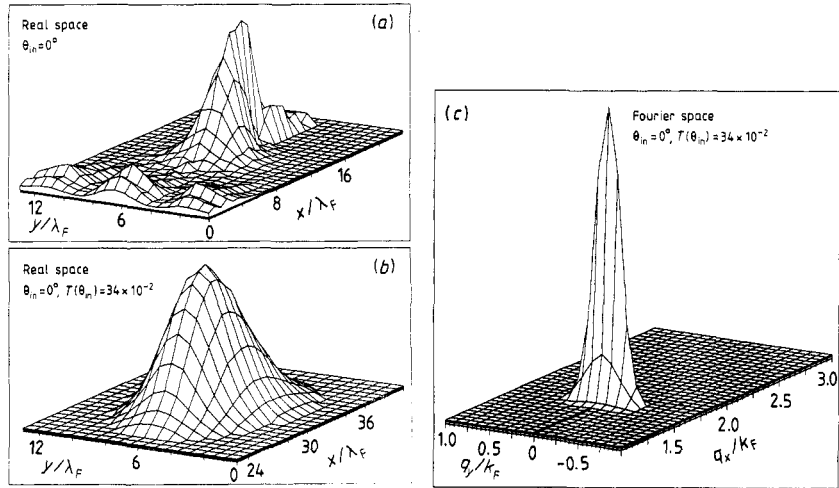 Real space
θin=0°
(a)
12
6
0
8
16
y/λF
x/λF
Real space
θin=0°, T(θin)=34×10⁻²
(b)
12
6
0
24
30
36
y/λF
x/λF
(c)
Fourier space
θin=0°, T(θin)=34×10⁻²
1.0
0.5
0
-0.5
1.5
2.0
2.5
3.0
qy/kF
qx/kF